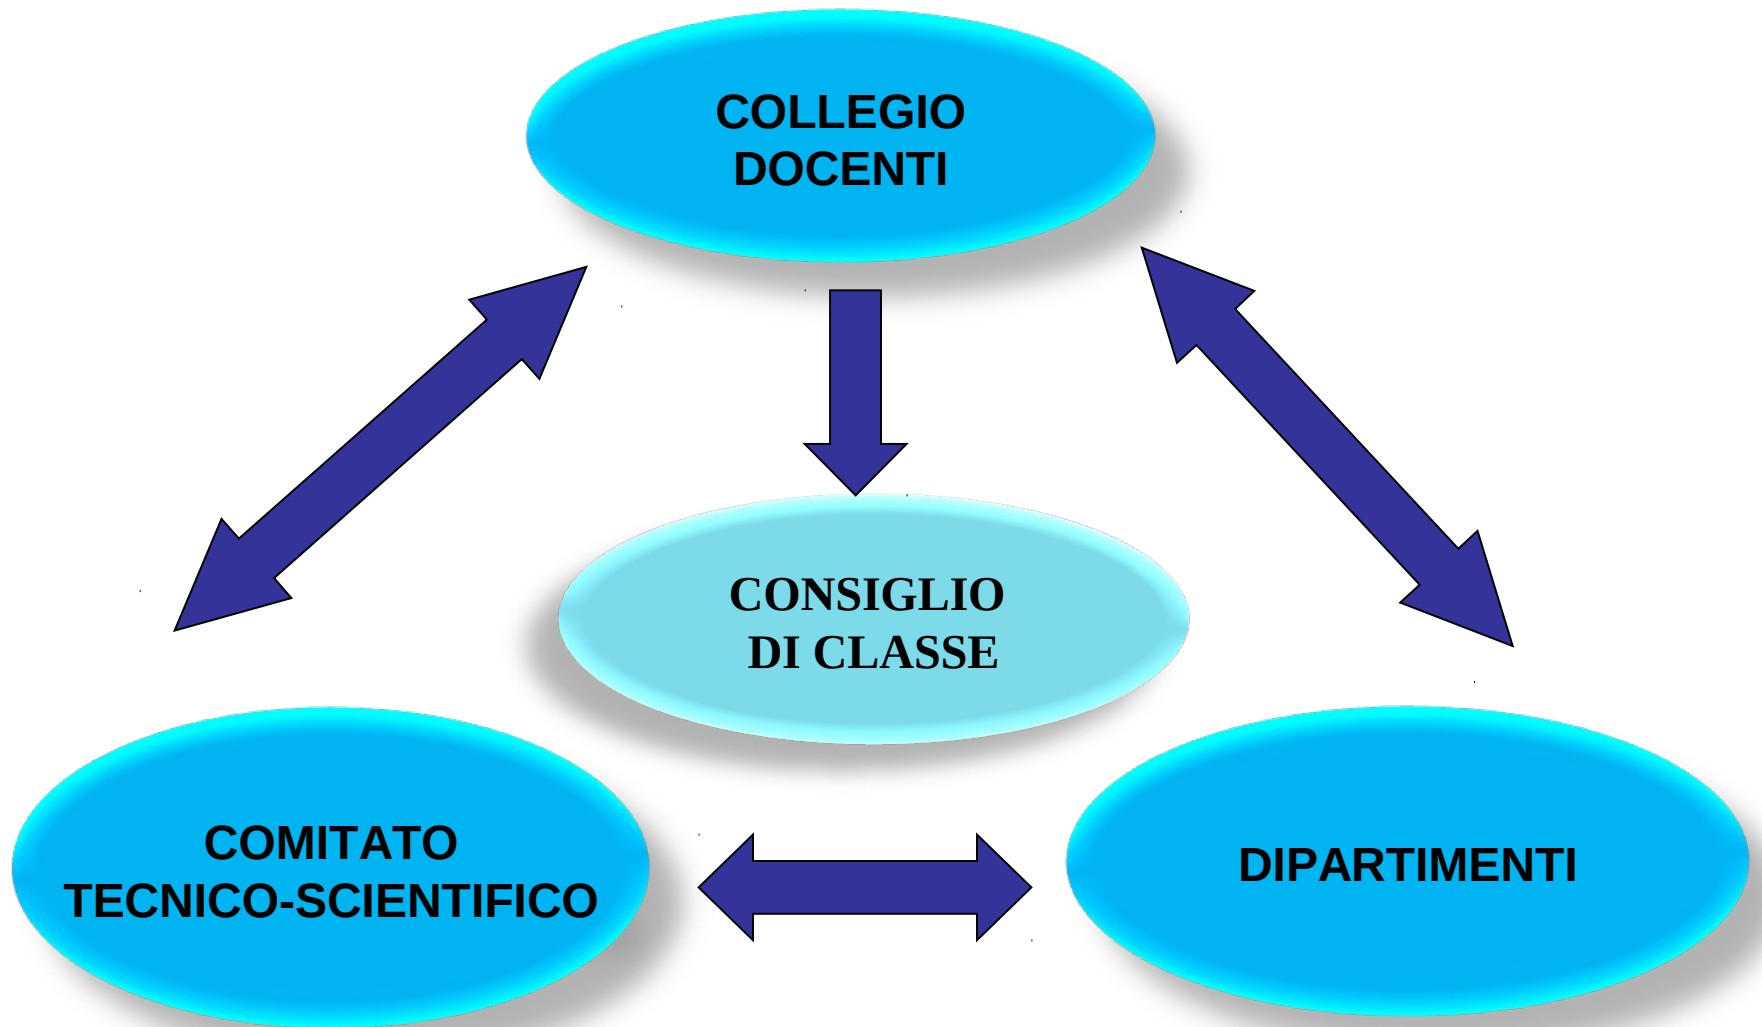 COLLEGIO
DOCENTI
CONSIGLIO
DI CLASSE
COMITATO
TECNICO-SCIENTIFICO
DIPARTIMENTI